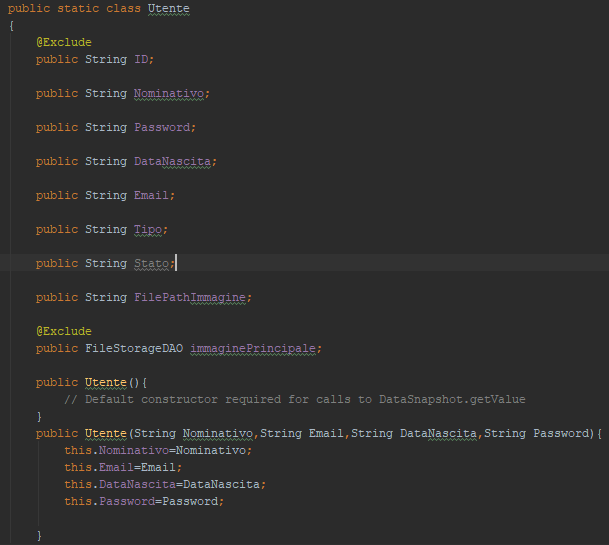 public static class Utente
{
@Exclude
public String ID;
public String Nominativo;
public String Password;
public String DataNascita;
public String Email;
public String Tipo;
public String Stato;
public String FilePathImmagine;
@Exclude
public FileStorageDAO immaginePrincipale;
public Utente(){
// Default constructor required for calls to DataSnapshot.getValue
}
public Utente(String Nominativo,String Email,String DataNascita,String Password){
this.Nominativo=Nominativo;
this.Email=Email;
this.DataNascita=DataNascita;
this.Password=Password;
}